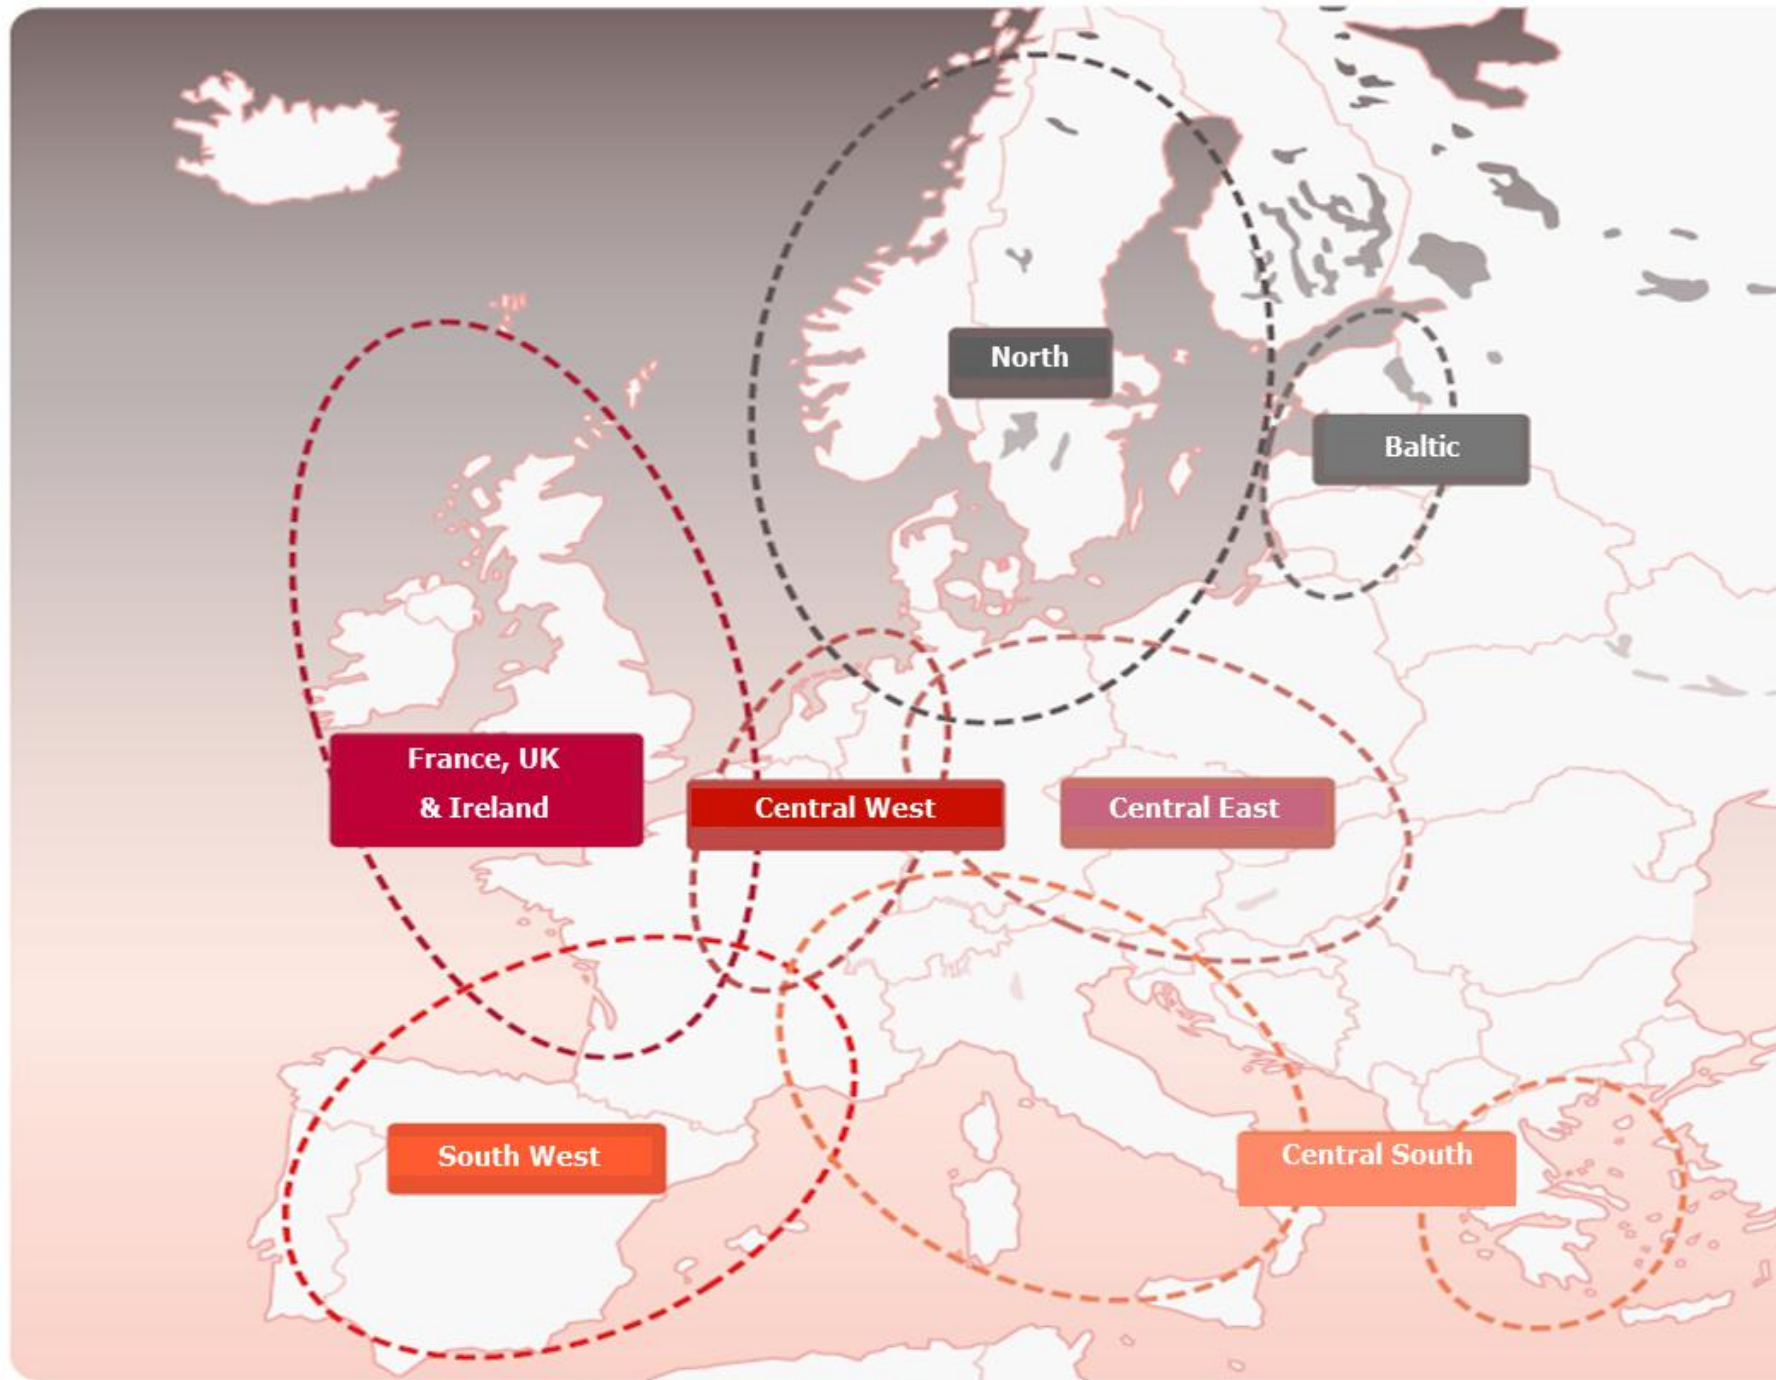 North
Baltic
France, UK
& Ireland
Central West
Central East
South West
Central South